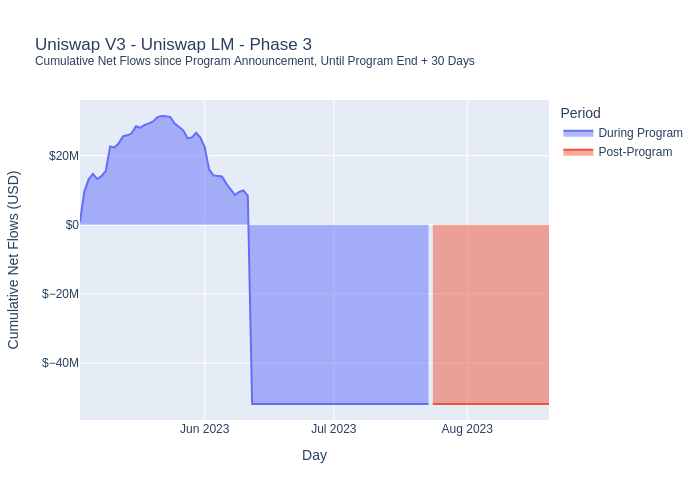 Uniswap V3 - Uniswap LM - Phase 3
Cumulative Net Flows since Program Announcement, Until Program End + 30 Days
Period
During Program
Post-Program
Cumulative Net Flows (USD)
$20M
$0
$−20M
$−40M
Jun 2023
Jul 2023
Aug 2023
Day